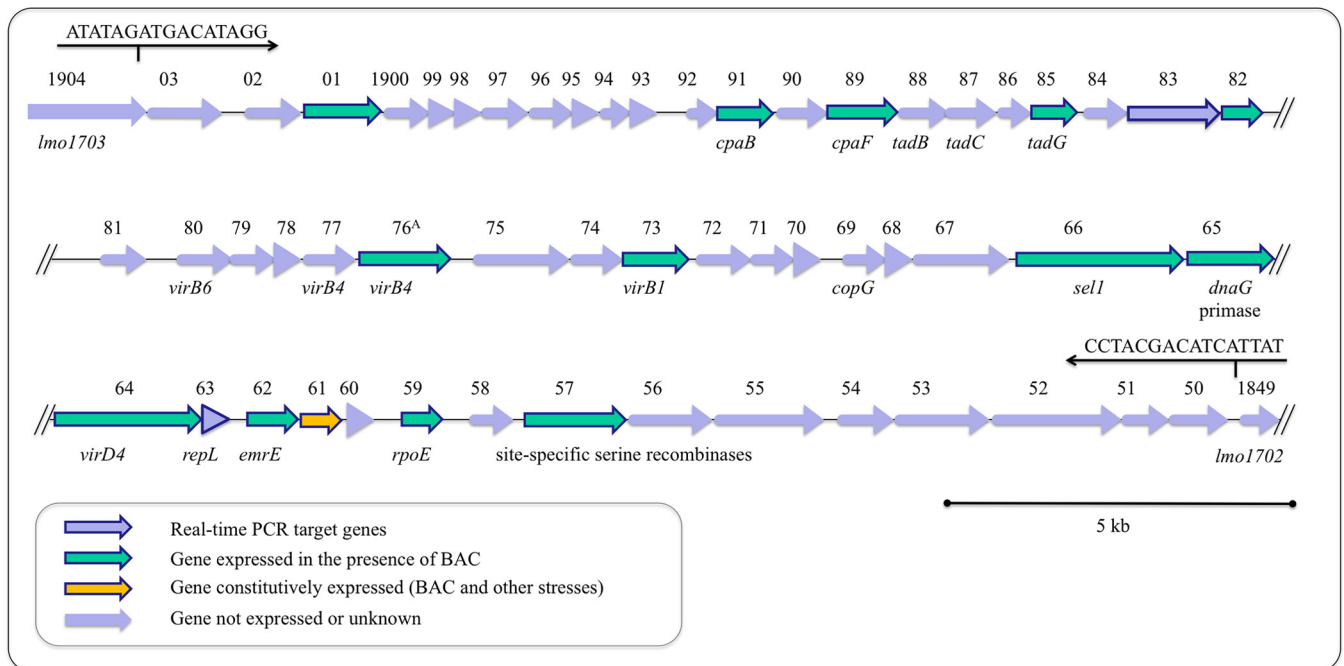 ATATAGATGACATAGG
1904 03 02 01 1900 99 98 97 96 95 94 93 92 91 90 89 88 87 86 85 84 83 82
lmo1703 cpaB cpaF tadB tadC tadG
81 80 79 78 77 76A 75 74 73 72 71 70 69 68 67 66 65
virB6 virB4 virB4 virB1 copG sel1 dnaG
primase
CCTACGACATCATTAT
64 63 62 61 60 59 58 57 56 55 54 53 52 51 50 1849
virD4 repL emrE rpoE site-specific serine recombinases lmo1702
5 kb
Real-time PCR target genes
Gene expressed in the presence of BAC
Gene constitutively expressed (BAC and other stresses)
Gene not expressed or unknown